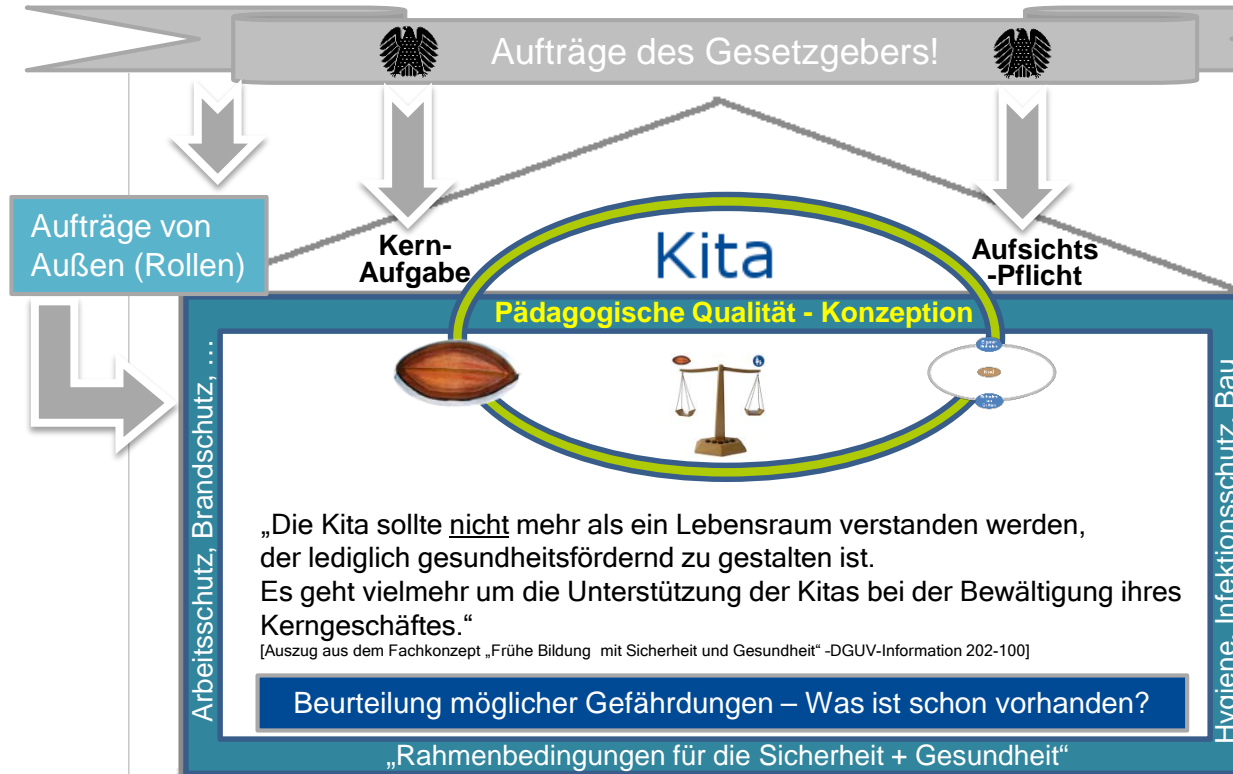 Aufträge des Gesetzgebers!
Aufträge von
Außen (Rollen)
Kern-
Aufgabe
Kita
Aufsichts
-Pflicht
Pädagogische Qualität - Konzeption
Arbeitsschutz, Brandschutz, ...
Hygiene, Infektionsschutz, Bau
„Die Kita sollte nicht mehr als ein Lebensraum verstanden werden,
der lediglich gesundheitsfördernd zu gestalten ist.
Es geht vielmehr um die Unterstützung der Kitas bei der Bewältigung ihres
Kerngeschäftes.“
[Auszug aus dem Fachkonzept „Frühe Bildung mit Sicherheit und Gesundheit“ -DGUV-Information 202-100]
Beurteilung möglicher Gefährdungen – Was ist schon vorhanden?
„Rahmenbedingungen für die Sicherheit + Gesundheit“